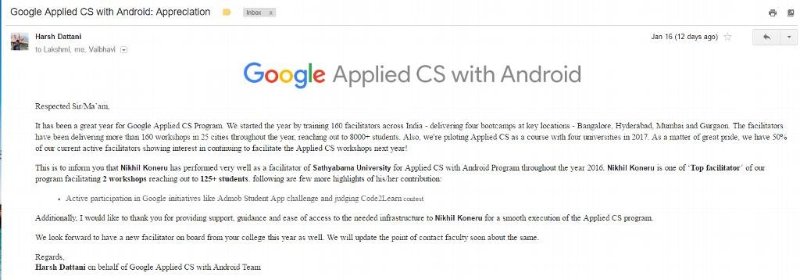 Google Applied CS with Android: Appreciation
Inbox x
Harsh Dattani
Jan 16 (12 days ago)
to Lakshmi, me, Vaibhavi
Google Applied CS with Android
Respected Sir/Ma'am,
It has been a great year for Google Applied CS Program. We started the year by training 160 facilitators across India - delivering four bootcamps at key locations - Bangalore, Hyderabad, Mumbai and Gurgaon. The facilitators
have been delivering more than 160 workshops in 25 cities throughout the year, reaching out to 8000+ students. Also, we're piloting Applied CS as a course with four universities in 2017. As a matter of great pride, we have 50%
of our current active facilitators showing interest in continuing to facilitate the Applied CS workshops next year!
This is to inform you that Nikhil Koneru has performed very well as a facilitator of Sathyabama University for Applied CS with Android Program throughout the year 2016. Nikhil Koneru is one of 'Top facilitator' of our
program facilitating 2 workshops reaching out to 125+ students. following are few more highlights of his/her contribution:
• Active participation in Google initiatives like Admob Student App challenge and judging Code2Learn contest
Additionally, I would like to thank you for providing support, guidance and ease of access to the needed infrastructure to Nikhil Koneru for a smooth execution of the Applied CS program.
We look forward to have a new facilitator on board from your college this year as well. We will update the point of contact faculty soon about the same.
Regards,
Harsh Dattani on behalf of Google Applied CS with Android Team